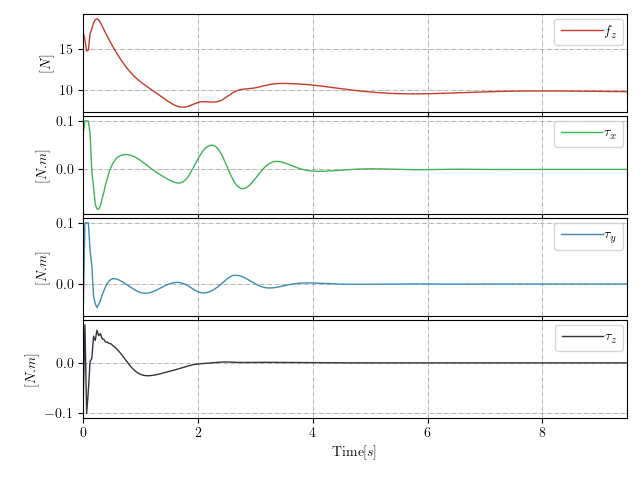 [N]
15
10
f_z
[N.m]
0.1
0.0
τ_x
[N.m]
0.1
0.0
τ_y
[N.m]
0.0
−0.1
τ_z
0 2 4 6 8
Time[s]